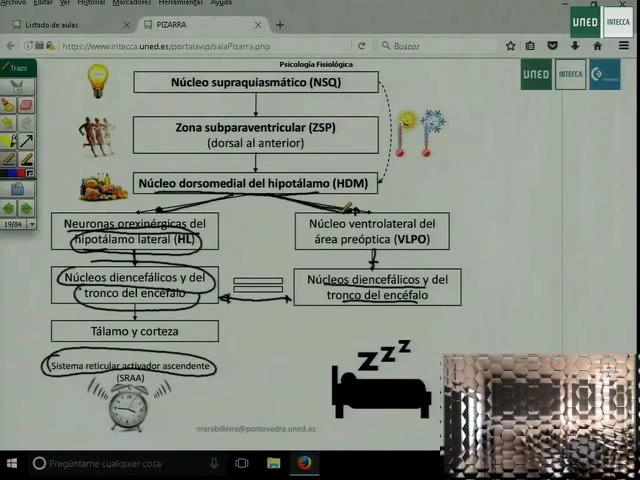 Archivo Editar Ver Historial Marcadores Herramientas Ayuda
Listado de aulas
PIZARRA
https://www.intecca.uned.es/portalavip/salaPizarra.php
Buscar
UNED
INTECCA
Trazo
19/84
Psicología Fisiológica
UNED
INTECCA
Núcleo supraquiasmático (NSQ)
Zona subparaventricular (ZSP)
(dorsal al anterior)
Núcleo dorsomedial del hipotálamo (HDM)
Neuronas orexinérgicas del
hipotálamo lateral (HL)
Núcleo ventrolateral del
área preóptica (VLPO)
Núcleos diencefálicos y del
tronco del encéfalo
Núcleos diencefálicos y del
tronco del encéfalo
Tálamo y corteza
Sistema reticular activador ascendente
(SRAA)
z z z
marabilleira@pontevedra.uned.es
Pregúntame cualquier cosa